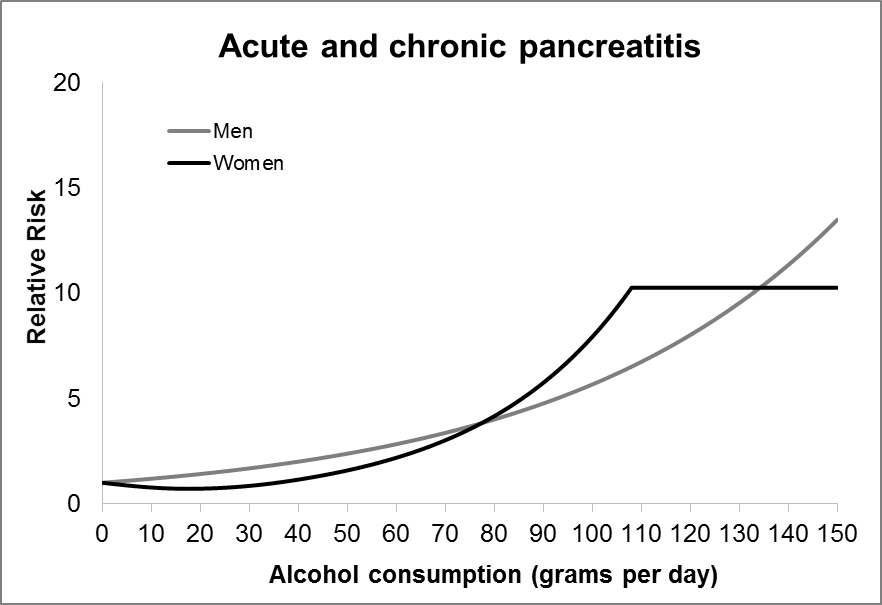 Acute and chronic pancreatitis
20
15
10
5
0
Relative Risk
Men
Women
0 10 20 30 40 50 60 70 80 90 100 110 120 130 140 150
Alcohol consumption (grams per day)